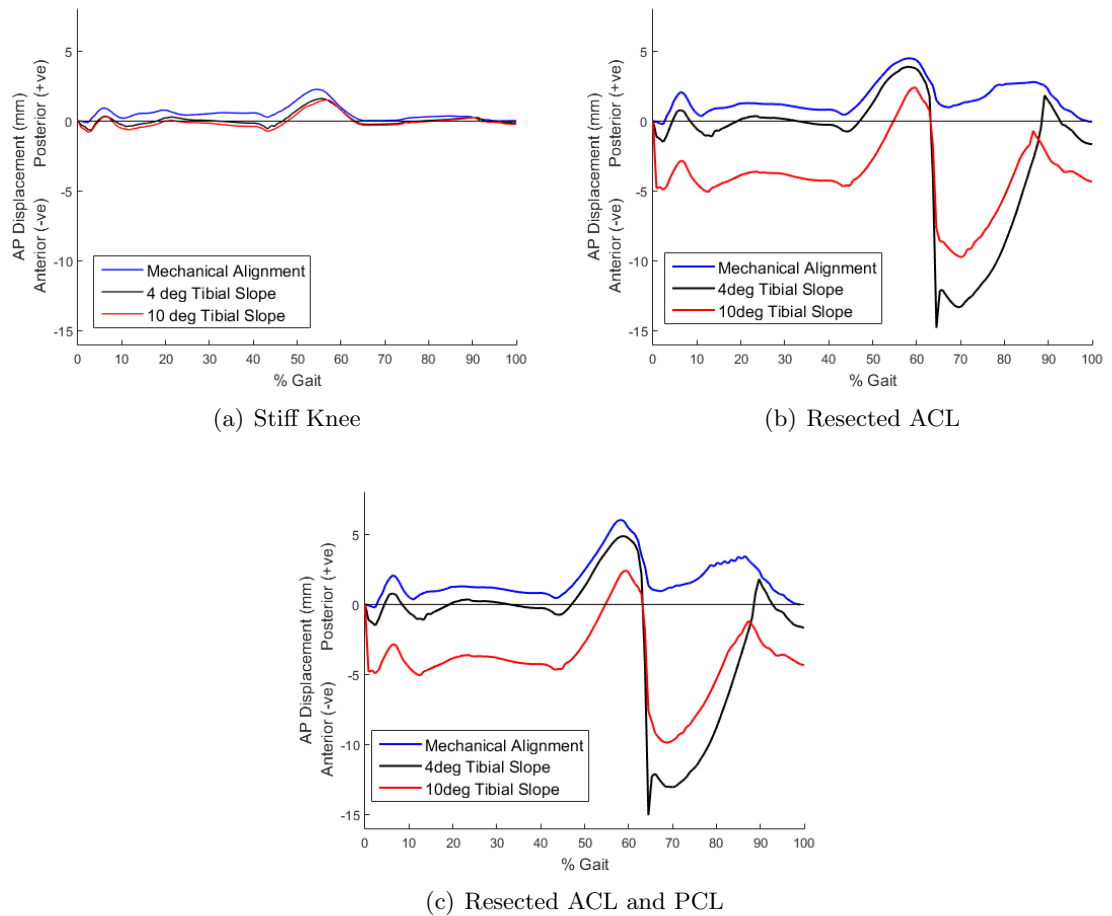 AP Displacement (mm)
Anterior (-ve) Posterior (+ve)
5
0
-5
-10
-15
Mechanical Alignment
4 deg Tibial Slope
10 deg Tibial Slope
0 10 20 30 40 50 60 70 80 90 100
% Gait
(a) Stiff Knee
AP Displacement (mm)
Anterior (-ve) Posterior (+ve)
5
0
-5
-10
-15
Mechanical Alignment
4deg Tibial Slope
10deg Tibial Slope
0 10 20 30 40 50 60 70 80 90 100
% Gait
(b) Resected ACL
AP Displacement (mm)
Anterior (-ve) Posterior (+ve)
5
0
-5
-10
-15
Mechanical Alignment
4deg Tibial Slope
10deg Tibial Slope
0 10 20 30 40 50 60 70 80 90 100
% Gait
(c) Resected ACL and PCL